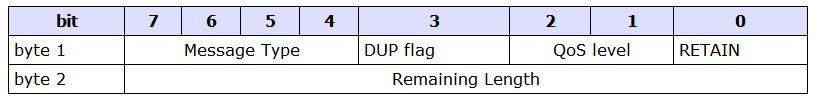 bit 7 6 5 4 3 2 1 0
byte 1 Message Type DUP flag QoS level RETAIN
byte 2 Remaining Length